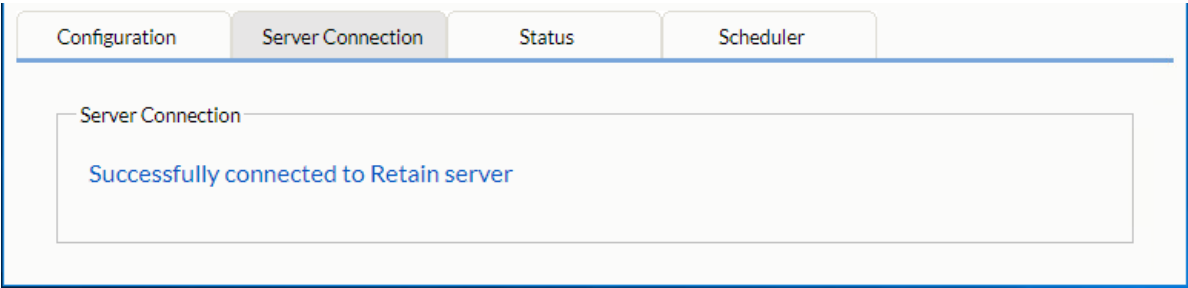 Configuration Server Connection Status Scheduler
Server Connection
Successfully connected to Retain server